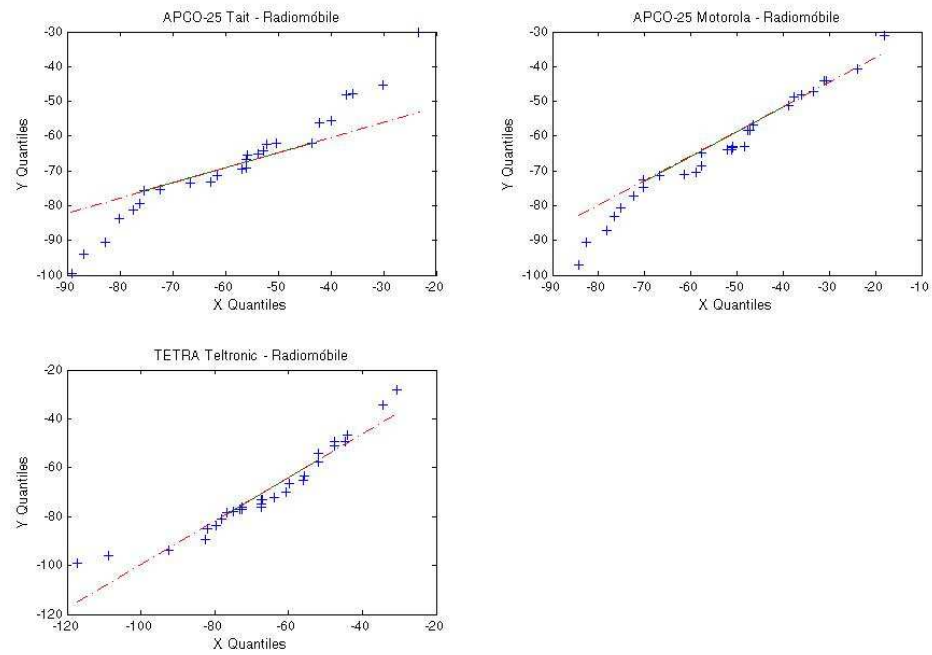 APCO-25 Tait - Radiomóbile
-30
-40
-50
-60
-70
-80
-90
-100
Y Quantiles
-90 -80 -70 -60 -50 -40 -30 -20
X Quantiles
APCO-25 Motorola - Radiomóbile
-30
-40
-50
-60
-70
-80
-90
-100
Y Quantiles
-90 -80 -70 -60 -50 -40 -30 -20 -10
X Quantiles
TETRA Teltronic - Radiomóbile
-20
-40
-60
-80
-100
-120
Y Quantiles
-120 -100 -80 -60 -40 -20
X Quantiles